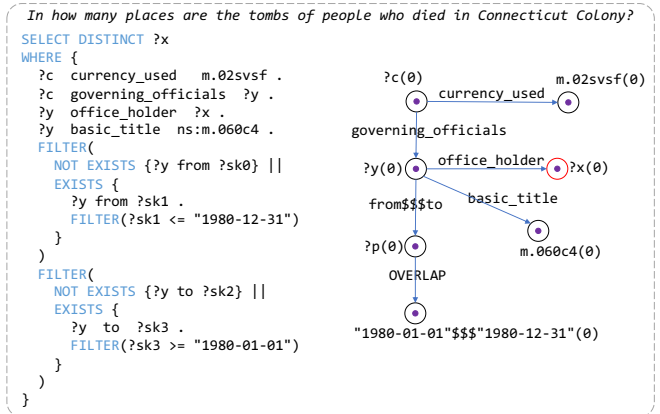 In how many places are the tombs of people who died in Connecticut Colony?
SELECT DISTINCT ?x
WHERE {
?c currency_used m.02svsf .
?c governing_officials ?y .
?y office_holder ?x .
?y basic_title ns:m.060c4 .
FILTER(
NOT EXISTS {?y from ?sk0} ||
EXISTS {
?y from ?sk1 .
FILTER(?sk1 <= "1980-12-31")
}
)
FILTER(
NOT EXISTS {?y to ?sk2} ||
EXISTS {
?y to ?sk3 .
FILTER(?sk3 >= "1980-01-01")
}
)
}
?c(0)
m.02svsf(0)
currency_used
governing_officials
?y(0)
office_holder
?x(0)
from$$$to
basic_title
?p(0)
m.060c4(0)
OVERLAP
"1980-01-01"$$$"1980-12-31"(0)